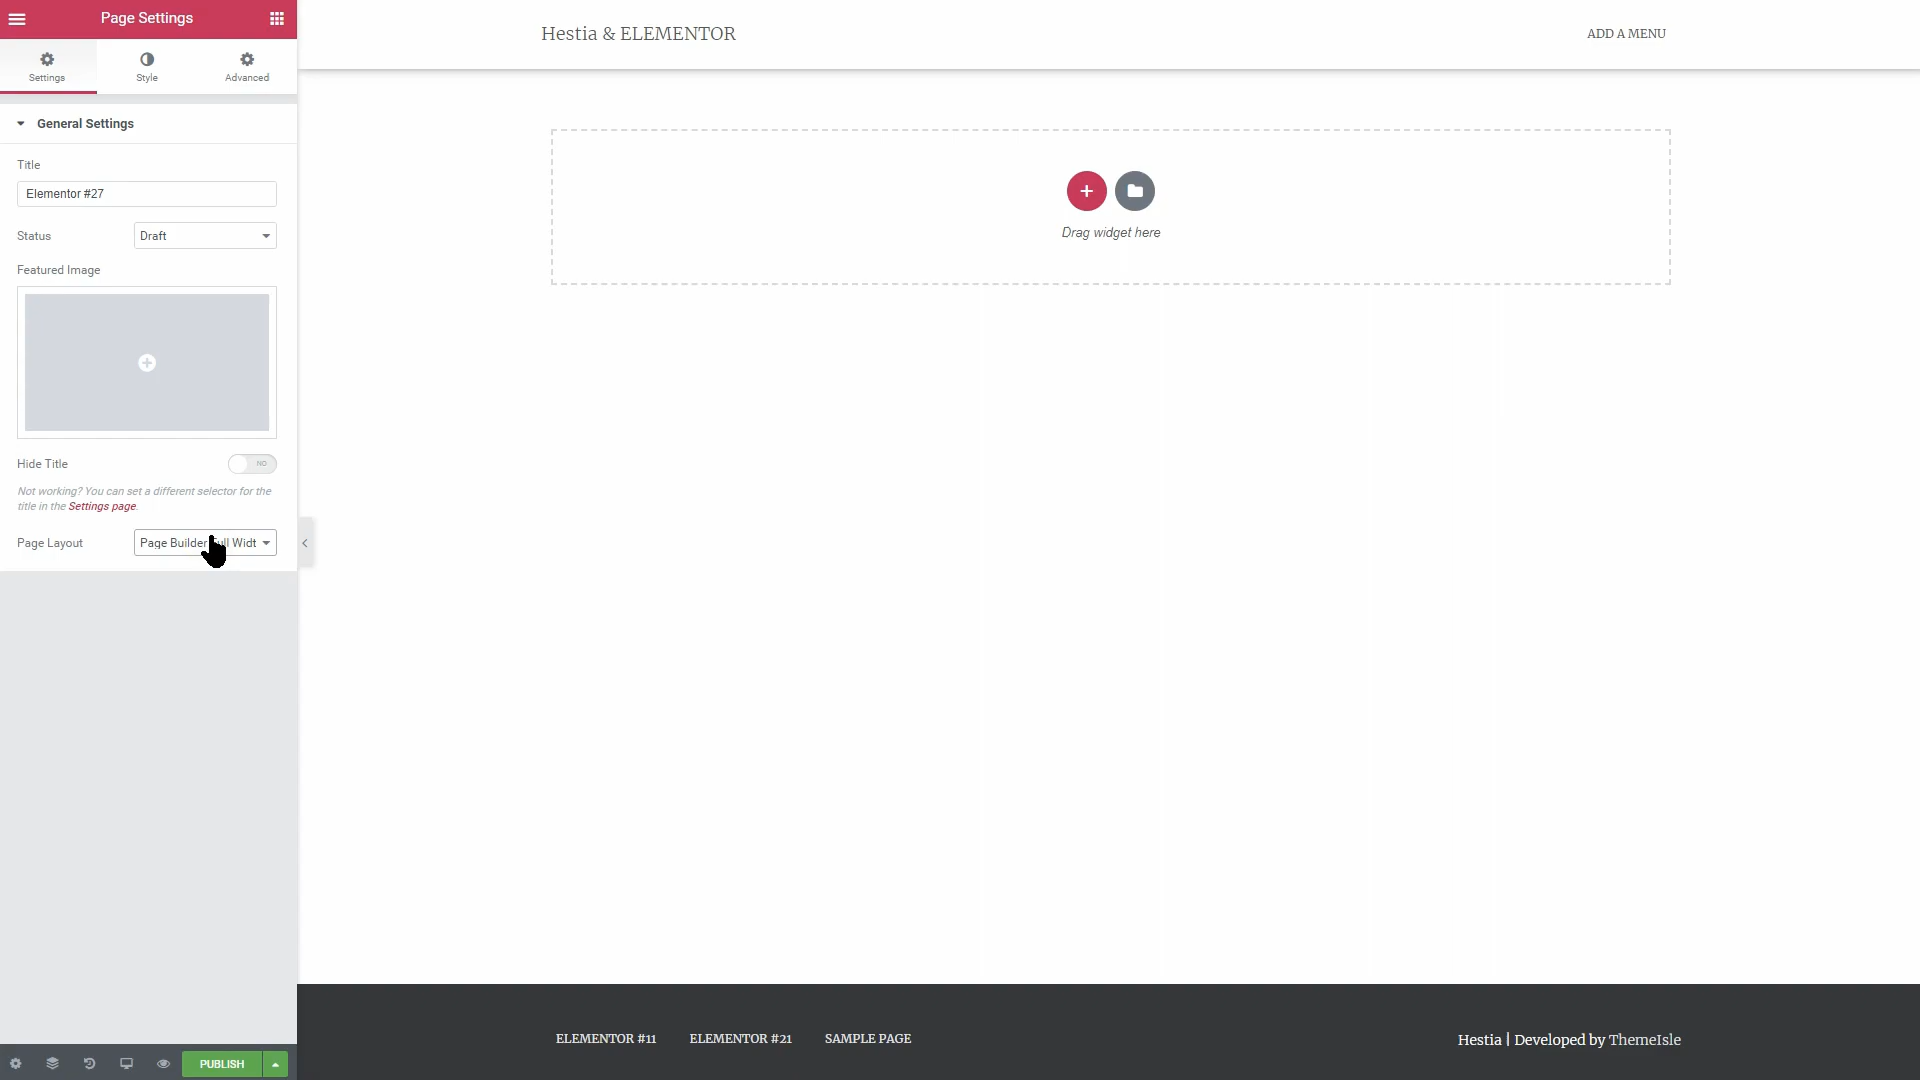 Page Settings
Settings
Style
Advanced
General Settings
Title
Elementor #27
Status
Draft
Featured Image
Hide Title
NO
Not working? You can set a different selector for the
title in the Settings page.
Page Layout
Page Builder Widt
PUBLISH
Hestia & ELEMENTOR
ADD A MENU
Drag widget here
ELEMENTOR #11
ELEMENTOR #21
SAMPLE PAGE
Hestia | Developed by ThemeIsle